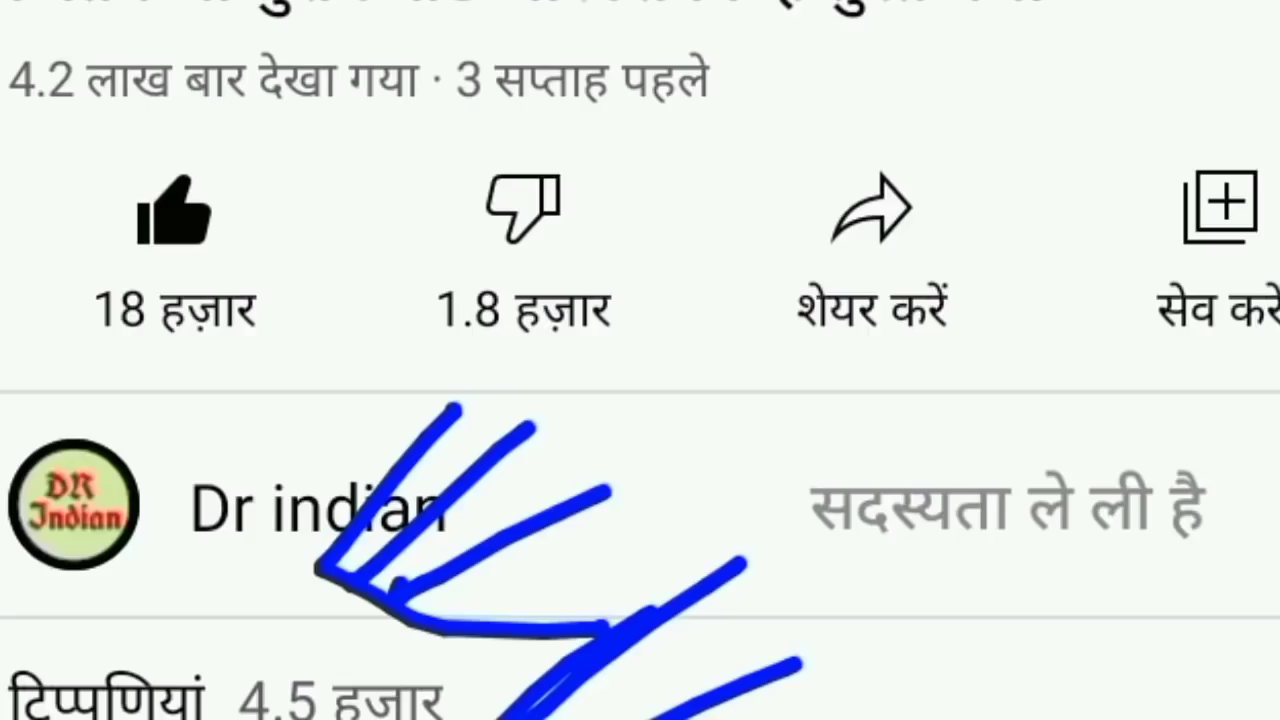 4.2 लाख बार देखा गया · 3 सप्ताह पहले
18 हज़ार
1.8 हज़ार
शेयर करें
सेव करें
DR
Indian
Dr indian
सदस्यता ले ली है
टिप्पणियां 4.5 हजार